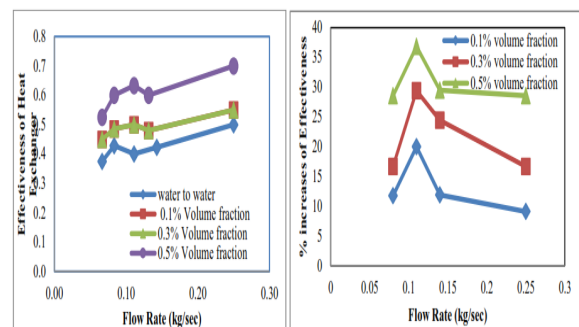 Effectiveness of Heat
Exchanger
0.8
0.7
0.6
0.5
0.4
0.3
0.2
0.1
0.0
water to water
0.1% Volume fraction
0.3% Volume fraction
0.5% Volume fraction
0.00
0.10
0.20
0.30
Flow Rate (kg/sec)
% increases of Effectiveness
40
35
30
25
20
15
10
5
0
0.1% volume fraction
0.3% volume fraction
0.5% volume fraction
0
0.05
0.1
0.15
0.2
0.25
0.3
Flow Rate (kg/sec)